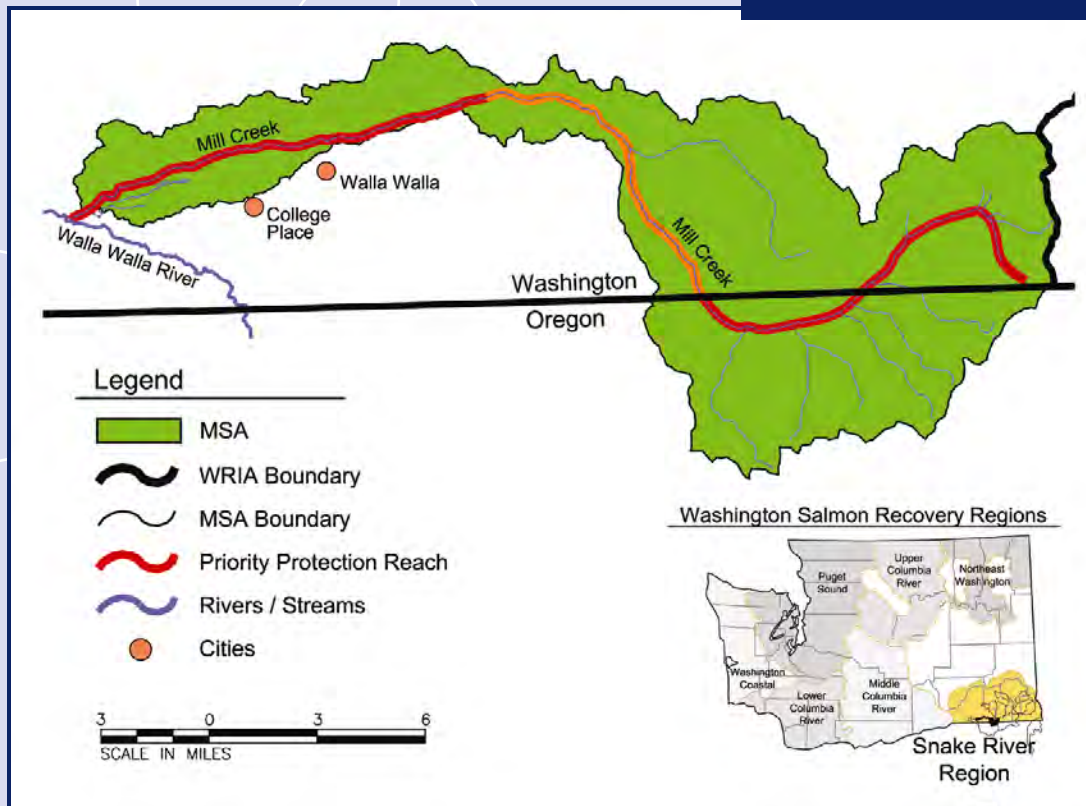 Mill Creek
Walla Walla
College
Place
Walla Walla River
Mill Creek
Washington
Oregon
Legend
MSA
WRIA Boundary
MSA Boundary
Priority Protection Reach
Rivers / Streams
Cities
3 0 3 6
SCALE IN MILES
Washington Salmon Recovery Regions
Puget
Sound
Upper
Columbia
River
Northeast
Washington
Washington
Coastal
Lower
Columbia
River
Middle
Columbia
River
Snake River
Region